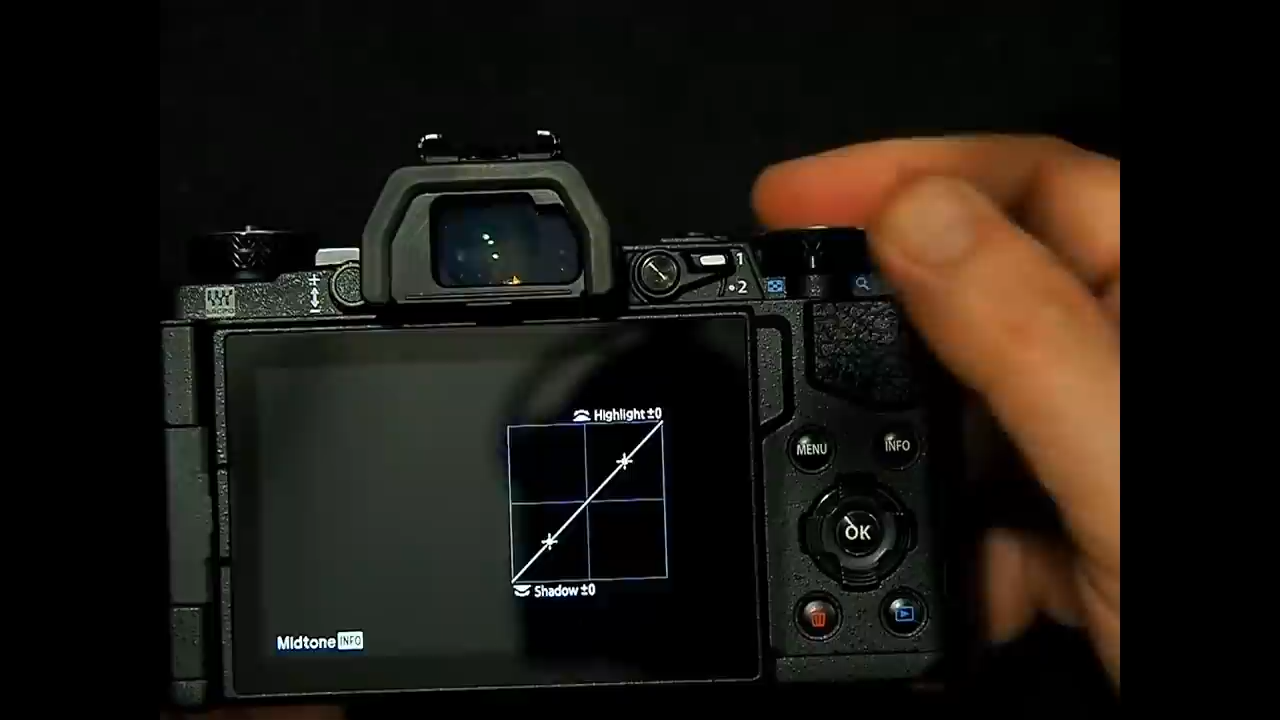 1
2
Highlight ±0
MENU
INFO
OK
Shadow ±0
Midtone INFO